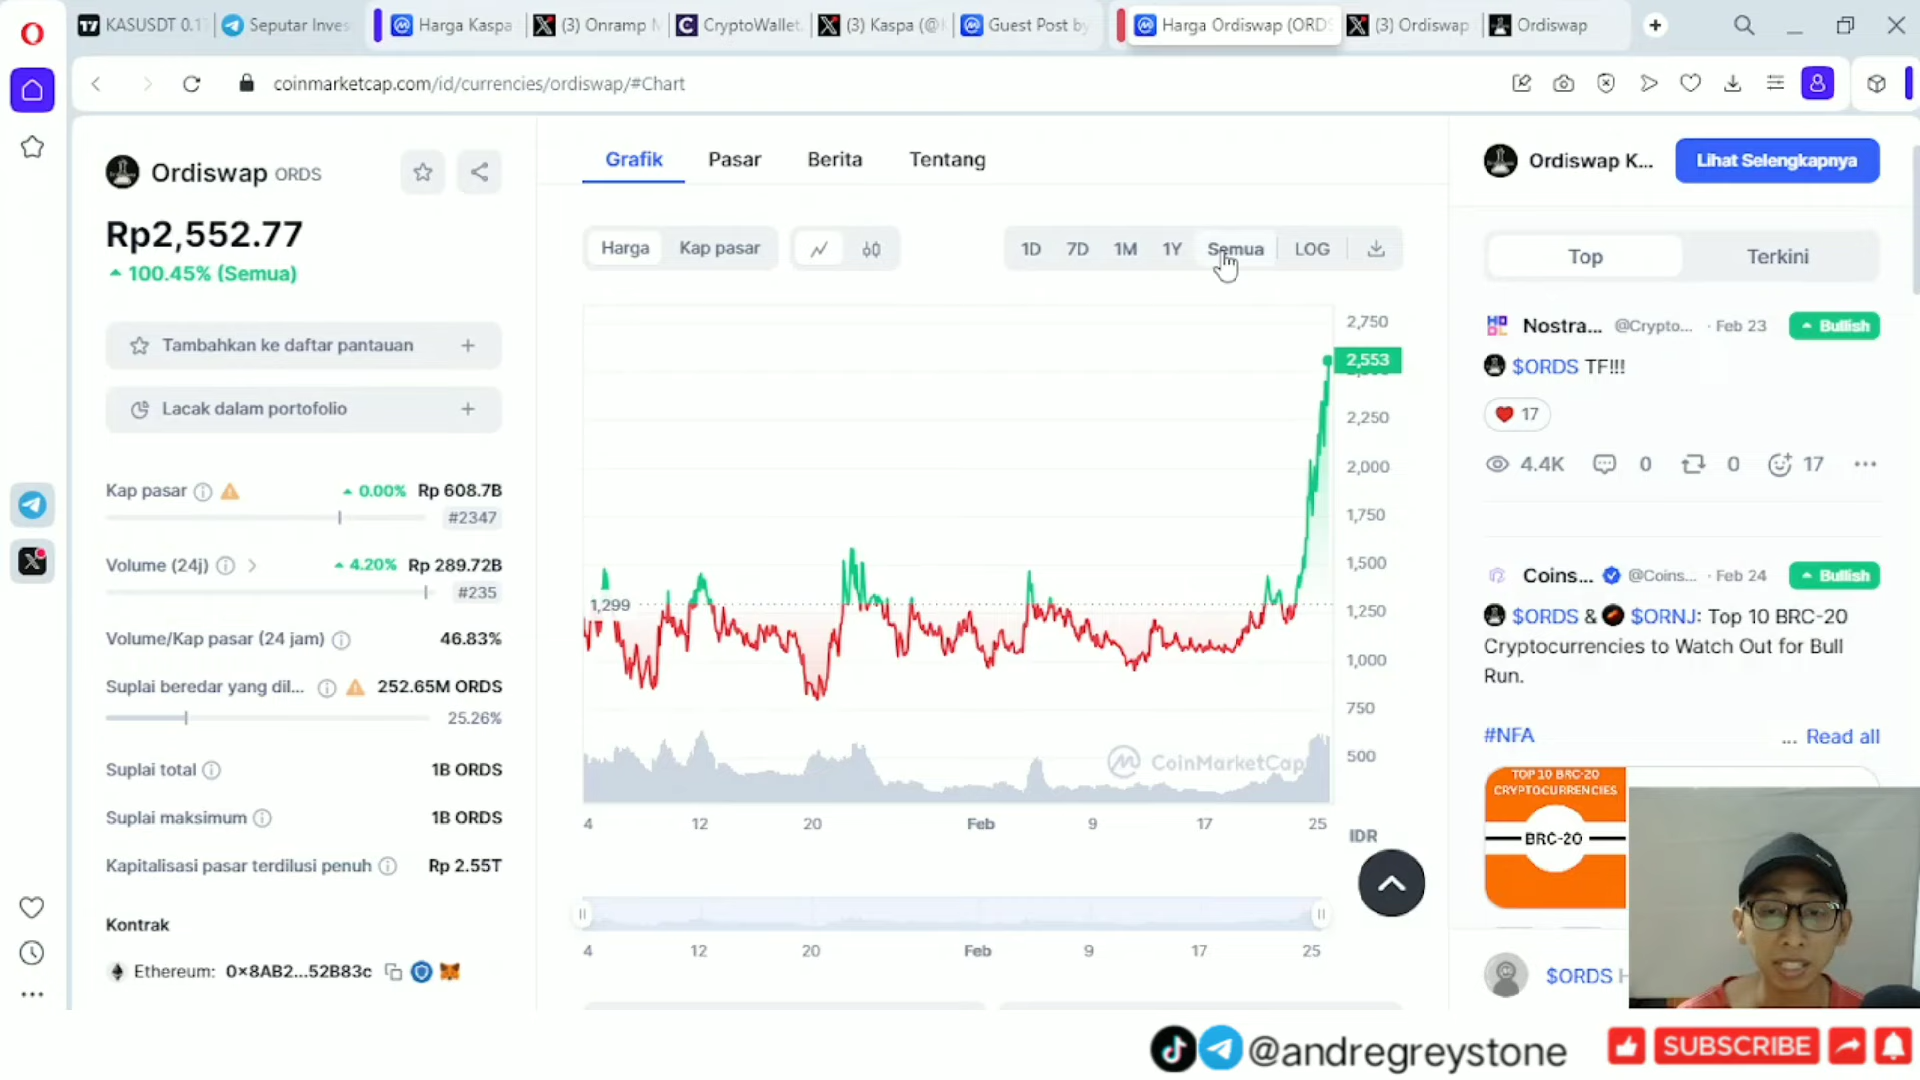 KASUSDT 0.1
Seputar Inves
Harga Kaspa
(3) Onramp M
CryptoWallet.
(3) Kaspa (@K
Guest Post by
Harga Ordiswap (ORDS
(3) Ordiswap
Ordiswap
coinmarketcap.com/id/currencies/ordiswap/#Chart
Ordiswap ORDS
Rp2,552.77
100.45% (Semua)
Tambahkan ke daftar pantauan
Lacak dalam portofolio
Kap pasar 0.00% Rp 608.7B
#2347
Volume (24j) 4.20% Rp 289.72B
#235
Volume/Kap pasar (24 jam) 46.83%
Suplai beredar yang dil... 252.65M ORDS
25.26%
Suplai total 1B ORDS
Suplai maksimum 1B ORDS
Kapitalisasi pasar terdilusi penuh Rp 2.55T
Kontrak
Ethereum: 0x8AB2...52B83c
Grafik Pasar Berita Tentang
Harga Kap pasar
1D 7D 1M 1Y Semua LOG
2,750
2,553
2,250
2,000
1,750
1,500
1,299
1,250
1,000
750
500
CoinMarketCap
4 12 20 Feb 9 17 25
IDR
4 12 20 Feb 9 17 25
Ordiswap K...
Lihat Selengkapnya
Top Terkini
Nostra... @Crypto... · Feb 23 Bullish
$ORDS TF!!!
17
4.4K 0 0 17
Coins... @Coins... · Feb 24 Bullish
$ORDS & $ORNJ: Top 10 BRC-20
Cryptocurrencies to Watch Out for Bull
Run.
#NFA ... Read all
TOP 10 BRC-20
CRYPTOCURRENCIES
BRC-20
$ORDS
@andregreystone
SUBSCRIBE